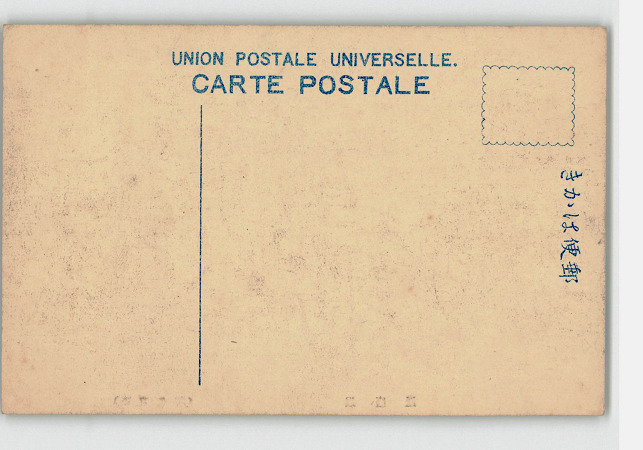 UNION POSTALE UNIVERSELLE.
CARTE POSTALE
郵便はかき